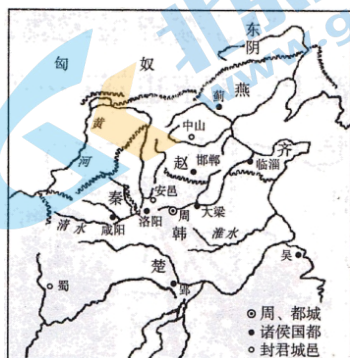 东
阴
匈 奴
燕
蓟
黄
河
中山
赵
邯郸
齐
临淄
秦
安邑
洛阳
周
大梁
咸阳
韩
淮水
吴
楚
郢
蜀
周、都城
诸侯国都
封君城邑